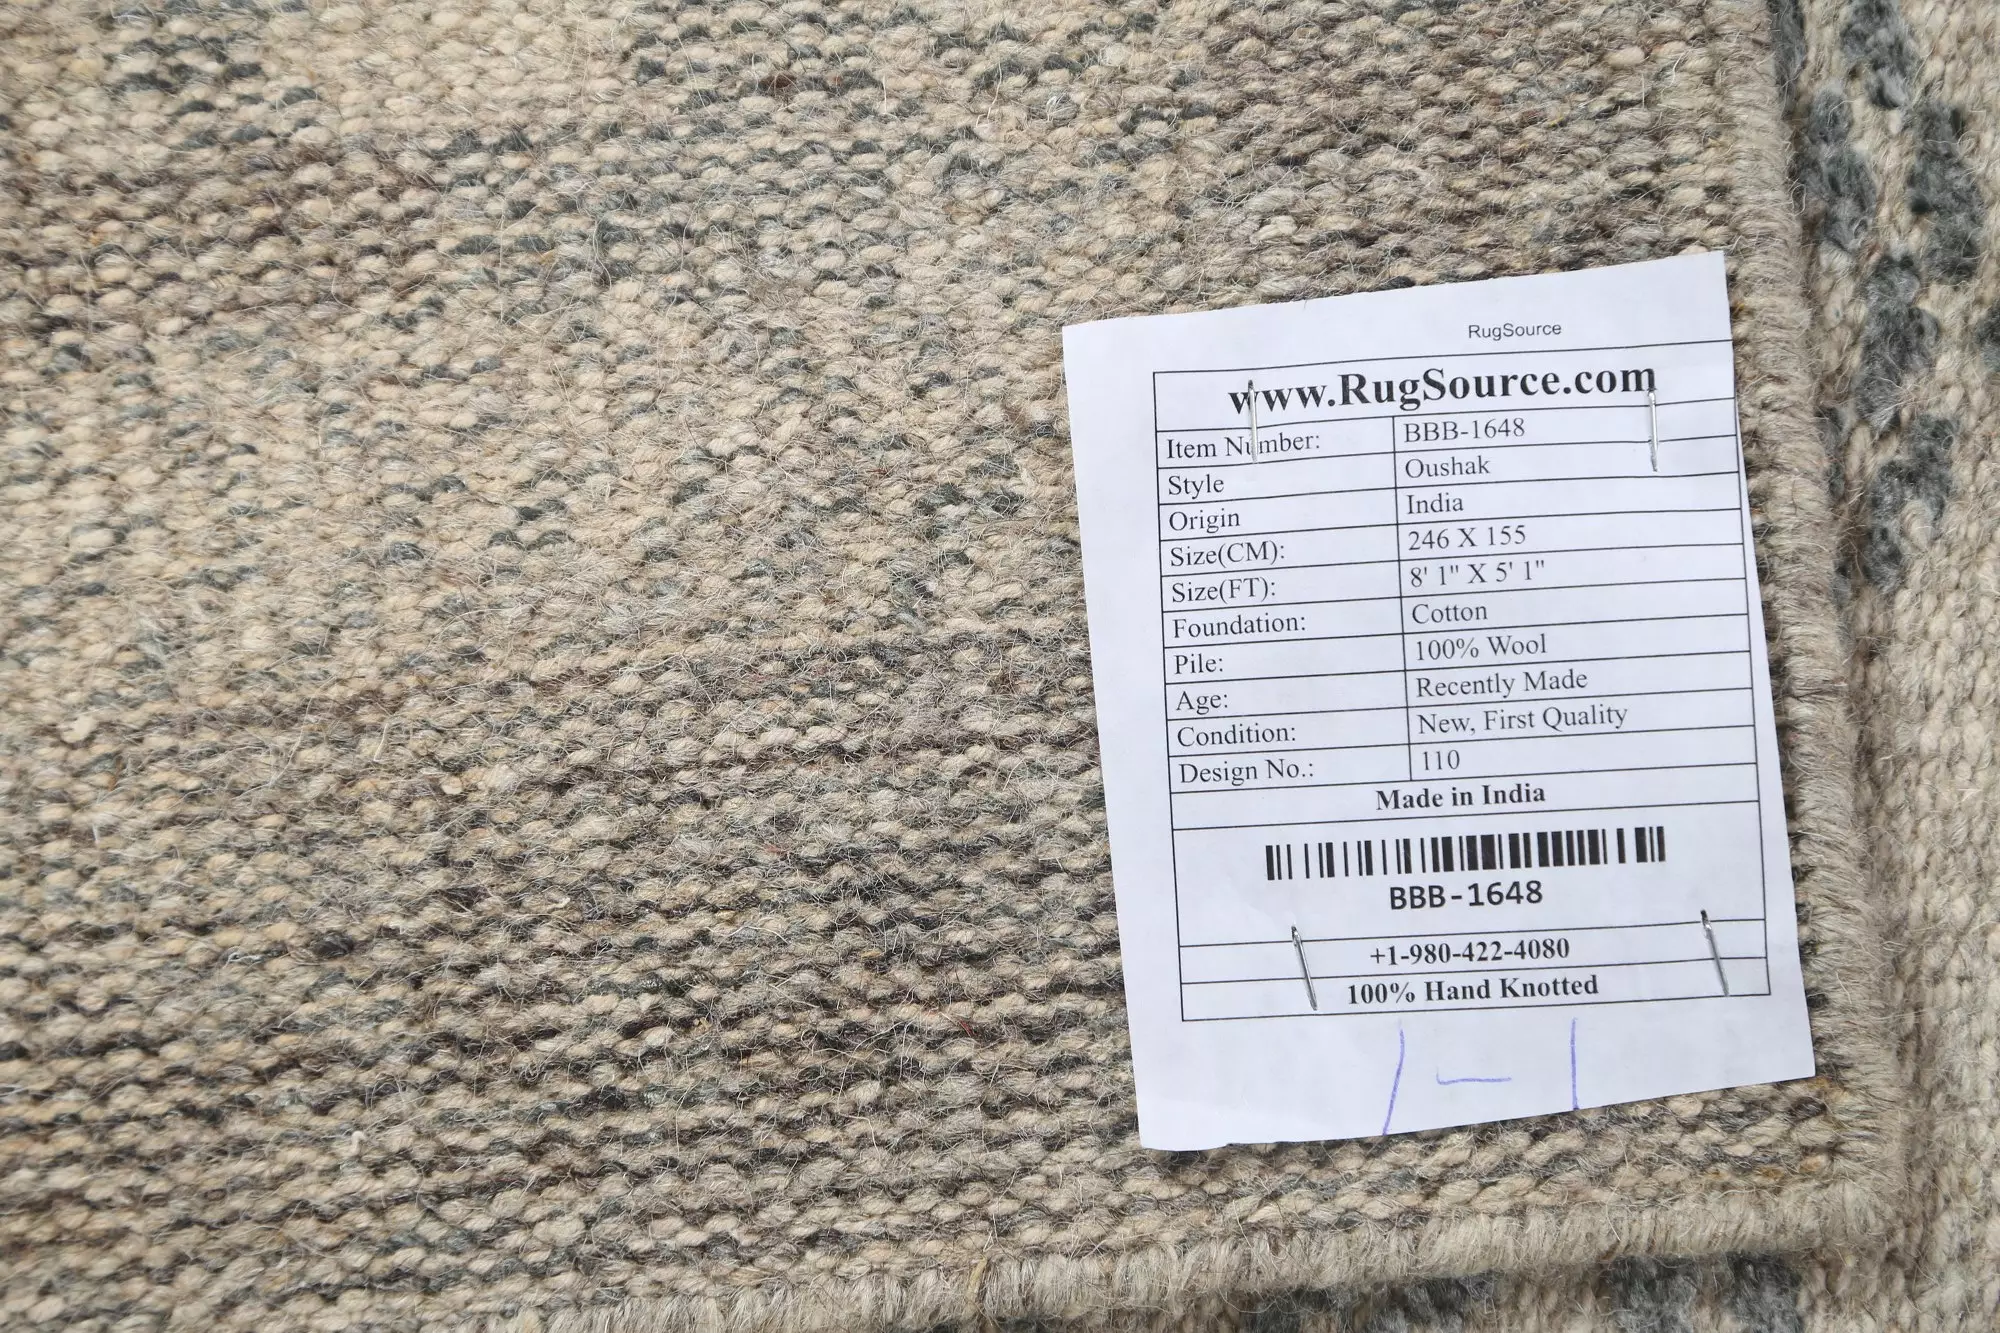 RugSource
www.RugSource.com
Item Number: BBB-1648
Style Oushak
Origin India
Size(CM): 246 X 155
Size(FT): 8' 1" X 5' 1"
Foundation: Cotton
Pile: 100% Wool
Age: Recently Made
Condition: New, First Quality
Design No.: 110
Made in India
BBB-1648
+1-980-422-4080
100% Hand Knotted
1-1